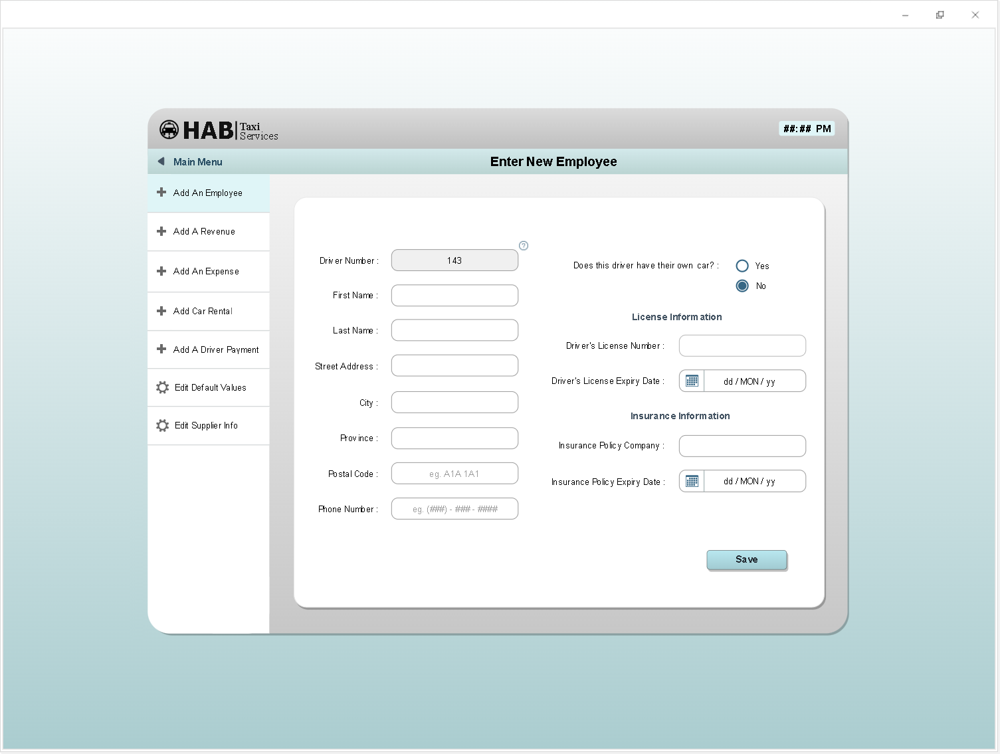 HAB
Taxi
Services
##:## PM
Main Menu
Enter New Employee
Add An Employee
Add A Revenue
Add An Expense
Add Car Rental
Add A Driver Payment
Edit Default Values
Edit Supplier Info
Driver Number : 143
?
First Name :
Last Name :
Street Address :
City :
Province :
Postal Code : eg. A1A 1A1
Phone Number : eg. (###) - ### - ####
Does this driver have their own car? : Yes
No
License Information
Driver's License Number :
Driver's License Expiry Date : dd / MON / yy
Insurance Information
Insurance Policy Company :
Insurance Policy Expiry Date : dd / MON / yy
Save